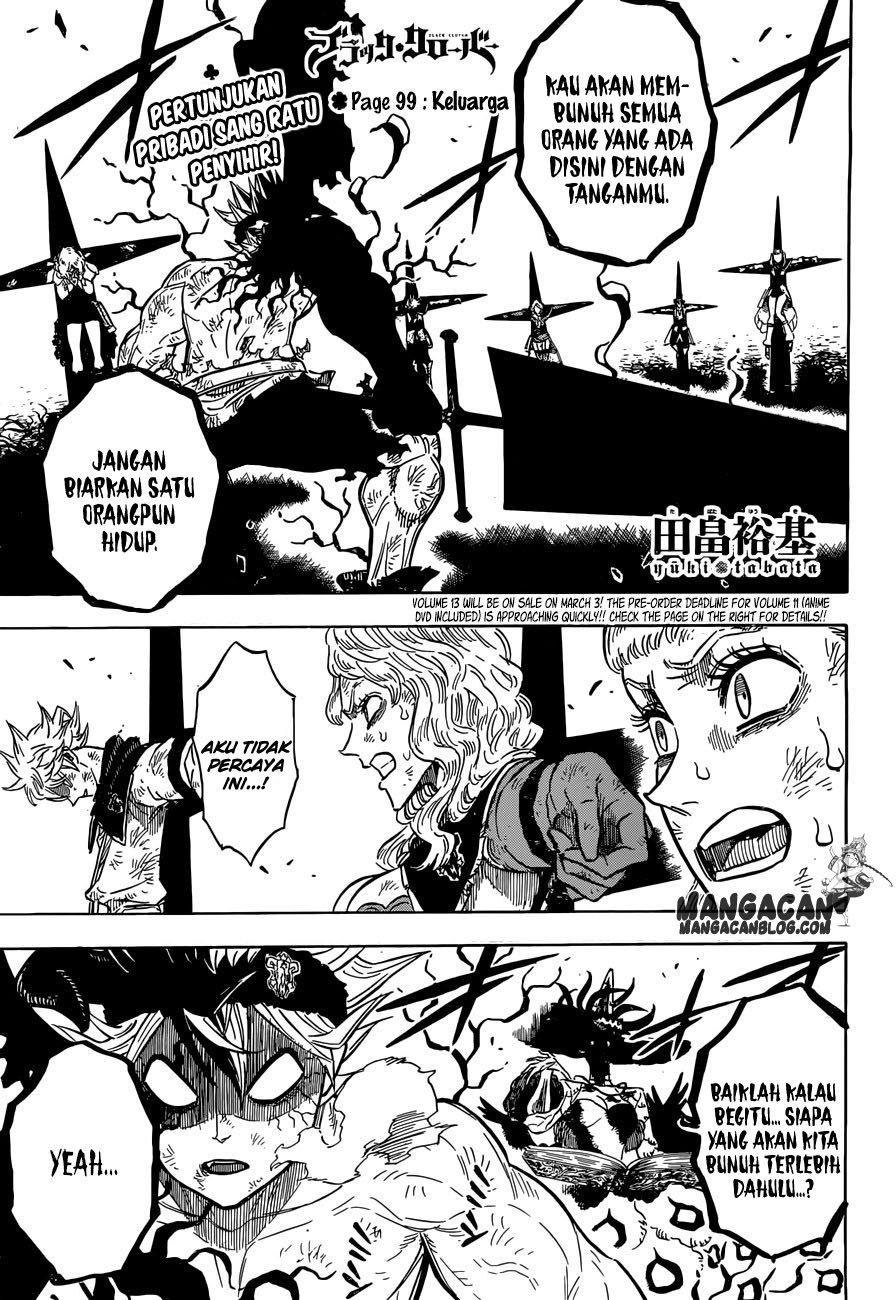 ブラック・クローバー
BLACK CLOVER
Page 99 : Keluarga
PERTUNJUKAN
PRIBADI SANG RATU
PENYIHIR!
KAU AKAN MEM-
BUNUH SEMUA
ORANG YANG ADA
DISINI DENGAN
TANGANMU.
JANGAN
BIARKAN SATU
ORANGPUN
HIDUP.
田畠裕基
yûki tabata
VOLUME 13 WILL BE ON SALE ON MARCH 3! THE PRE-ORDER DEADLINE FOR VOLUME 11 (ANIME
DVD INCLUDED) IS APPROACHING QUICKLY!! CHECK THE PAGE ON THE RIGHT FOR DETAILS!!
AKU TIDAK
PERCAYA
INI...!
MANGACAN
MANGACANBLOG.COM
BAIKLAH KALAU
BEGITU... SIAPA
YANG AKAN KITA
BUNUH TERLEBIH
DAHULU...?
YEAH...